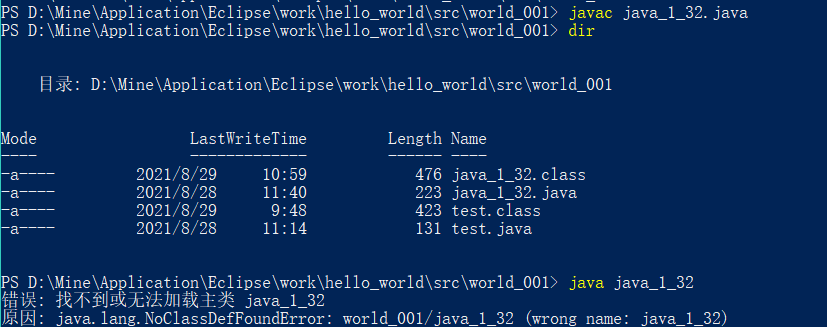 PS D:\Mine\Application\Eclipse\work\hello_world\src\world_001> javac java_1_32.java
PS D:\Mine\Application\Eclipse\work\hello_world\src\world_001> dir
目录: D:\Mine\Application\Eclipse\work\hello_world\src\world_001
Mode                 LastWriteTime         Length Name
----                 -------------         ------ ----
-a----         2021/8/29     10:59            476 java_1_32.class
-a----         2021/8/28     11:40            223 java_1_32.java
-a----         2021/8/29      9:48            423 test.class
-a----         2021/8/28     11:14            131 test.java
PS D:\Mine\Application\Eclipse\work\hello_world\src\world_001> java java_1_32
错误: 找不到或无法加载主类 java_1_32
原因: java.lang.NoClassDefFoundError: world_001/java_1_32 (wrong name: java_1_32)